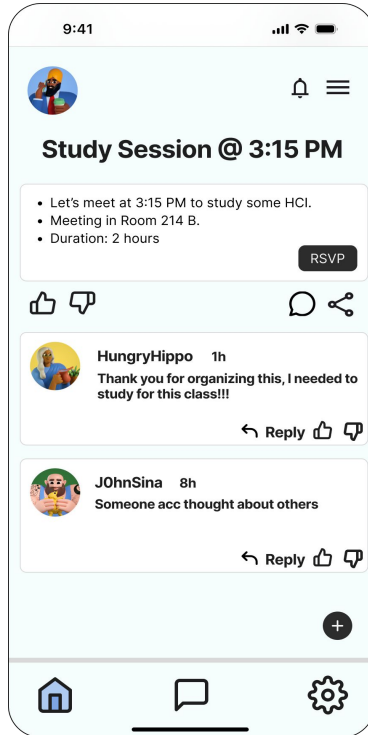 9:41
Study Session @ 3:15 PM
• Let’s meet at 3:15 PM to study some HCI.
• Meeting in Room 214 B.
• Duration: 2 hours
RSVP
HungryHippo 1h
Thank you for organizing this, I needed to
study for this class!!!
Reply
J0hnSina 8h
Someone acc thought about others
Reply